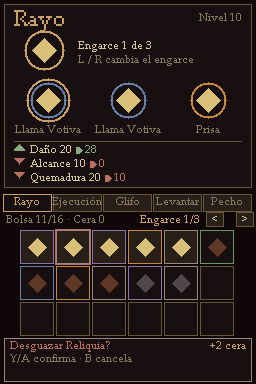 Rayo
Nivel 10
Engarce 1 de 3
L / R cambia el engarce
Llama Votiva
Llama Votiva
Prisa
Daño 20 28
Alcance 10 0
Quemadura 20 10
Rayo
Ejecución
Glifo
Levantar
Pecho
Bolsa 11/16 · Cera 0
Engarce 1/3
<
>
Desguazar Reliquia?
+2 cera
Y/A confirma · B cancela